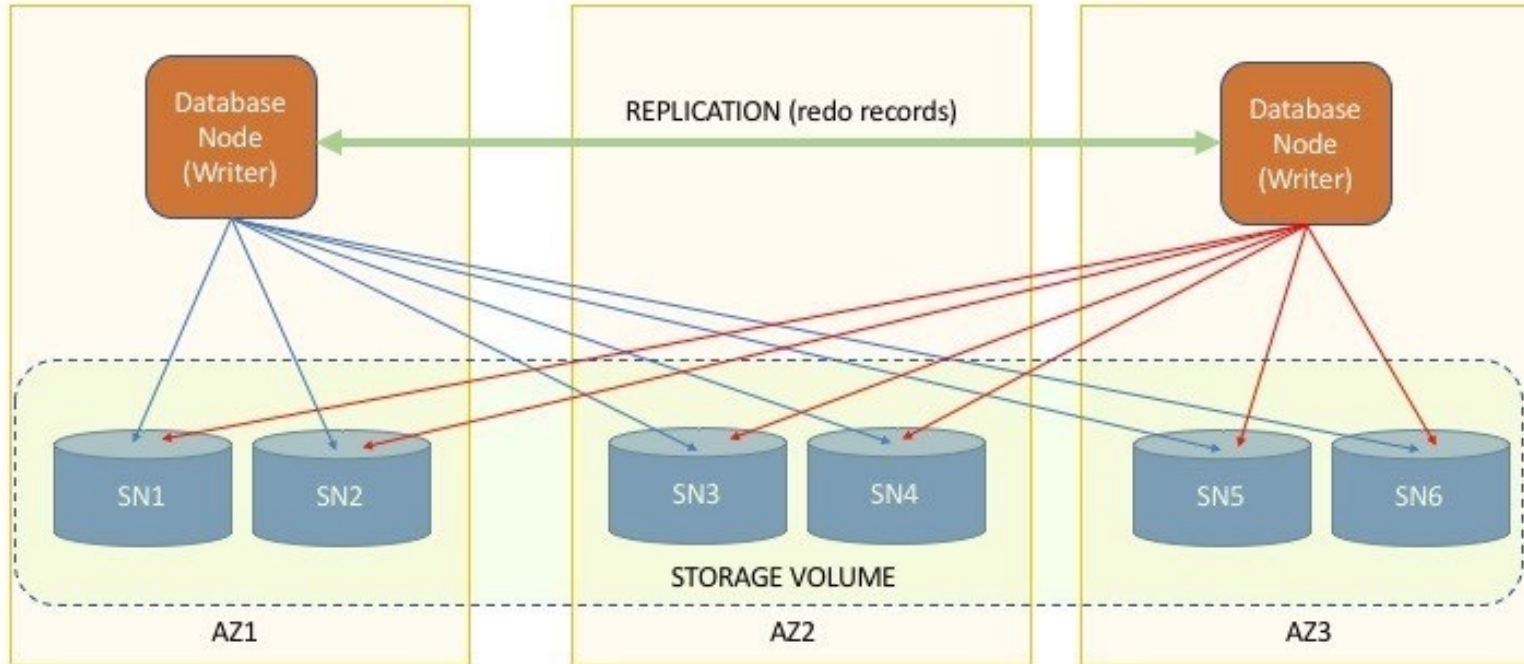 Database
Node
(Writer)
REPLICATION (redo records)
Database
Node
(Writer)
SN1
SN2
SN3
SN4
SN5
SN6
STORAGE VOLUME
AZ1
AZ2
AZ3